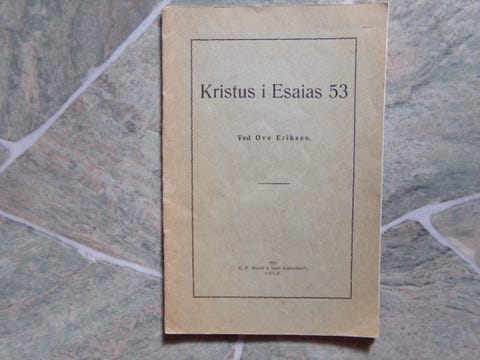 Kristus i Esaias 53
Ved Ove Eriksen.
OSLO